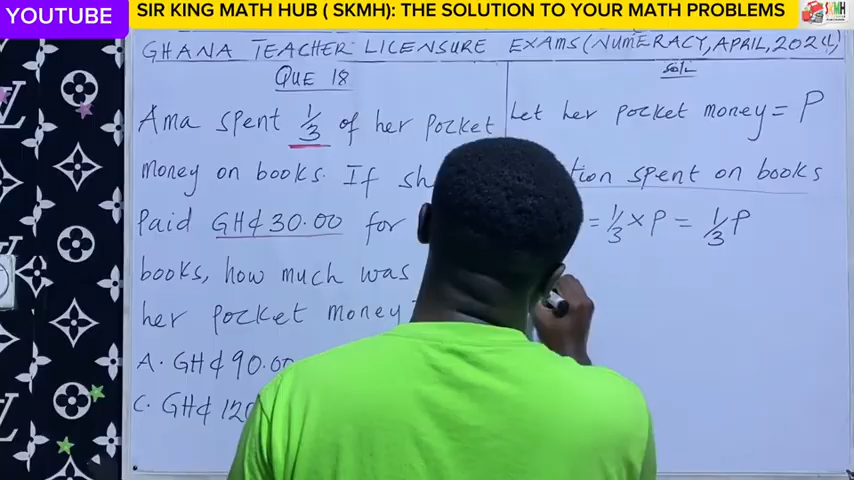 YOUTUBE
SIR KING MATH HUB ( SKMH): THE SOLUTION TO YOUR MATH PROBLEMS
GHANA TEACHER LICENSURE EXAMS (NUMERACY, APRIL, 2024)
QUE 18
Ama spent 1/3 of her pocket
money on books. If
Paid GH₵30.00 for
books, how much was
her pocket money
A. GH₵90.00
C. GH₵120
Soln
Let her pocket money = P
spent on books
= 1/3 × P = 1/3 P